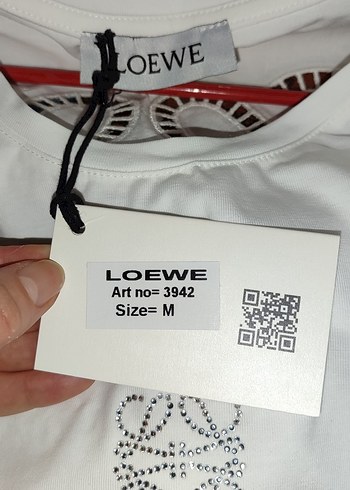 LOEWE
LOEWE
Art no= 3942
Size= M